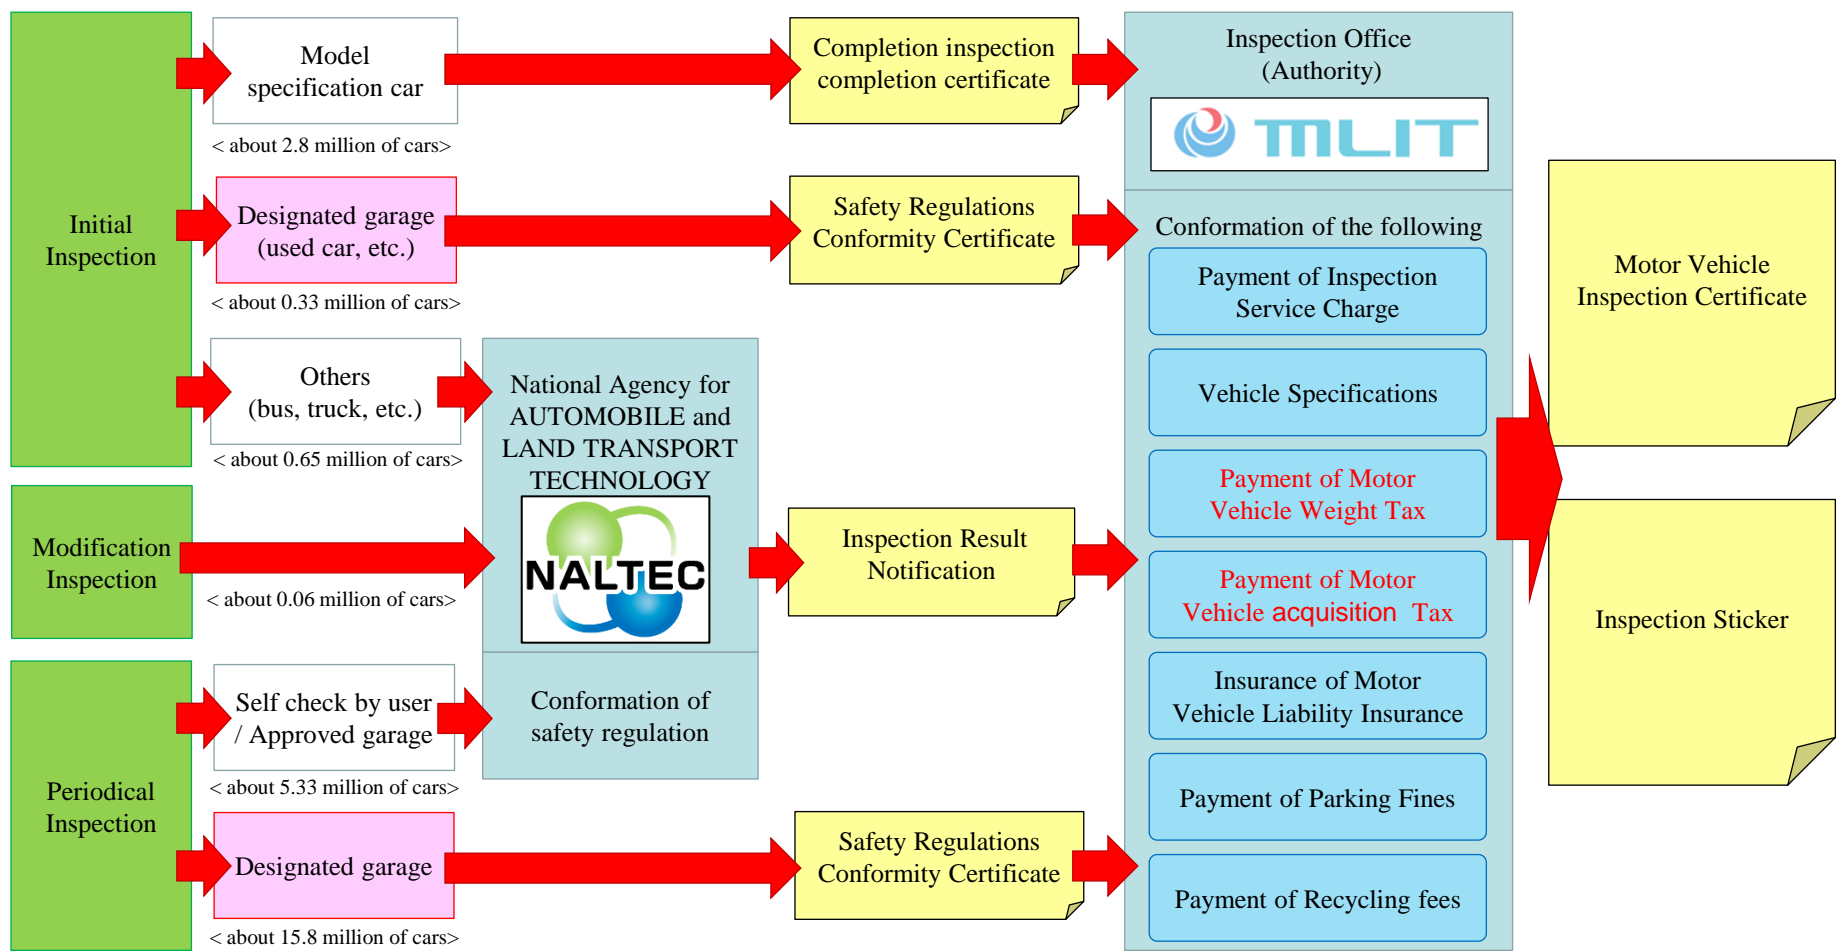 Initial
Inspection
Model
specification car
< about 2.8 million of cars>
Designated garage
(used car, etc.)
< about 0.33 million of cars>
Others
(bus, truck, etc.)
< about 0.65 million of cars>
Modification
Inspection
< about 0.06 million of cars>
Periodical
Inspection
Self check by user
/ Approved garage
< about 5.33 million of cars>
Designated garage
< about 15.8 million of cars>
National Agency for
AUTOMOBILE and
LAND TRANSPORT
TECHNOLOGY
NALTEC
Conformation of
safety regulation
Completion inspection
completion certificate
Safety Regulations
Conformity Certificate
Inspection Result
Notification
Safety Regulations
Conformity Certificate
Inspection Office
(Authority)
MLIT
Conformation of the following
Payment of Inspection
Service Charge
Vehicle Specifications
Payment of Motor
Vehicle Weight Tax
Payment of Motor
Vehicle acquisition Tax
Insurance of Motor
Vehicle Liability Insurance
Payment of Parking Fines
Payment of Recycling fees
Motor Vehicle
Inspection Certificate
Inspection Sticker